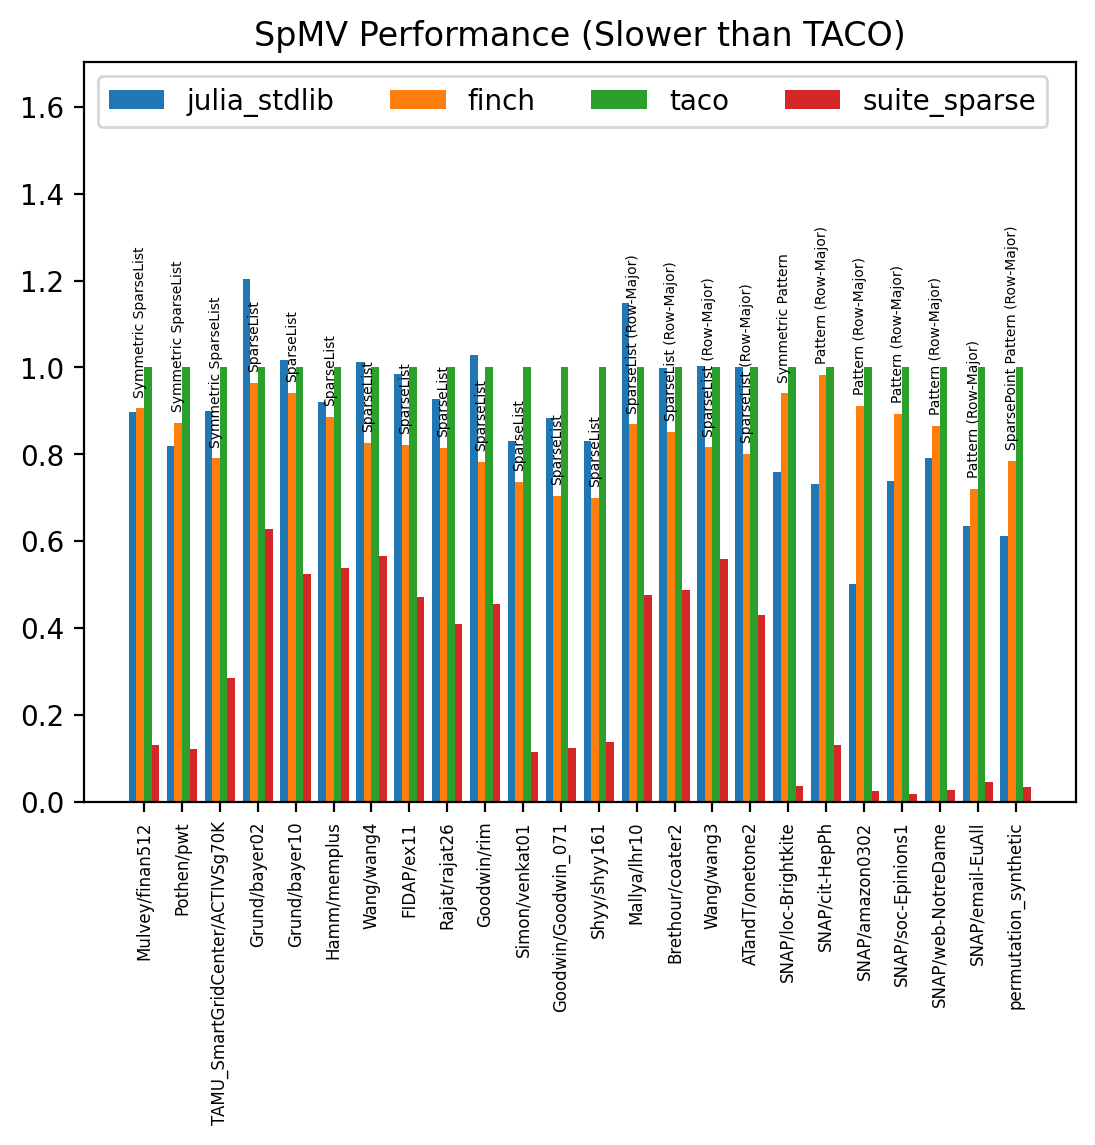 SpMV Performance (Slower than TACO)
julia_stdlib finch taco suite_sparse
1.6
1.4
1.2
1.0
0.8
0.6
0.4
0.2
0.0
Symmetric SparseList
Symmetric SparseList
Symmetric SparseList
SparseList
SparseList
SparseList
SparseList
SparseList
SparseList
SparseList
SparseList
SparseList
SparseList
SparseList (Row-Major)
SparseList (Row-Major)
SparseList (Row-Major)
SparseList (Row-Major)
Symmetric Pattern
Pattern (Row-Major)
Pattern (Row-Major)
Pattern (Row-Major)
Pattern (Row-Major)
Pattern (Row-Major)
SparsePoint Pattern (Row-Major)
Mulvey/finan512
Pothen/pwt
TAMU_SmartGridCenter/ACTIVSg70K
Grund/bayer02
Grund/bayer10
Hamm/memplus
Wang/wang4
FIDAP/ex11
Rajat/rajat26
Goodwin/rim
Simon/venkat01
Goodwin/Goodwin_071
Shyy/shyy161
Mallya/lhr10
Brethour/coater2
Wang/wang3
ATandT/onetone2
SNAP/loc-Brightkite
SNAP/cit-HepPh
SNAP/amazon0302
SNAP/soc-Epinions1
SNAP/web-NotreDame
SNAP/email-EuAll
permutation_synthetic